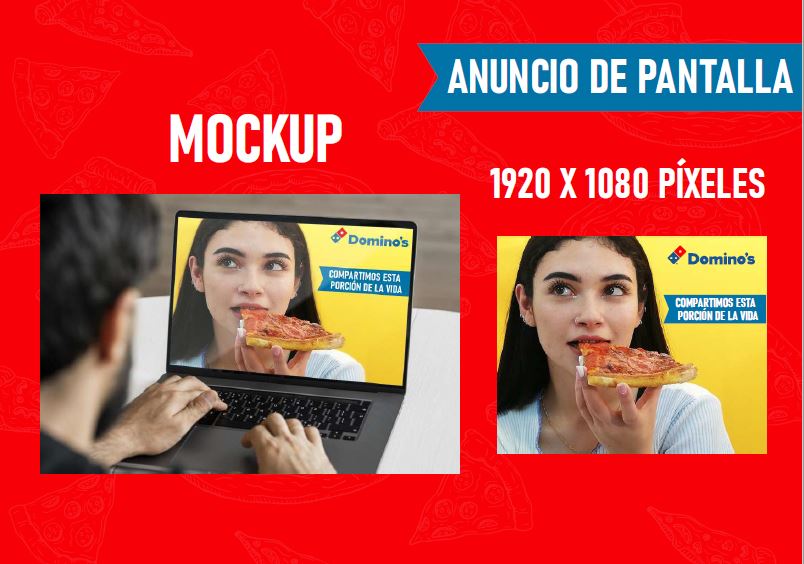 ANUNCIO DE PANTALLA
MOCKUP
1920 X 1080 PÍXELES
Domino's
COMPARTIMOS ESTA
PORCIÓN DE LA VIDA
Domino's
COMPARTIMOS ESTA
PORCIÓN DE LA VIDA